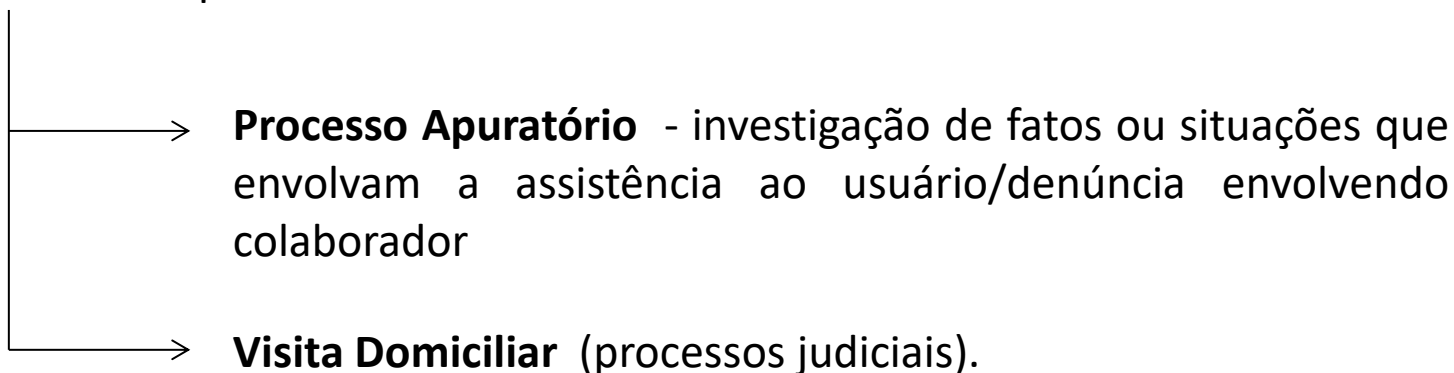 Processo Apuratório - investigação de fatos ou situações que
envolvam a assistência ao usuário/denúncia envolvendo
colaborador
Visita Domiciliar (processos judiciais).